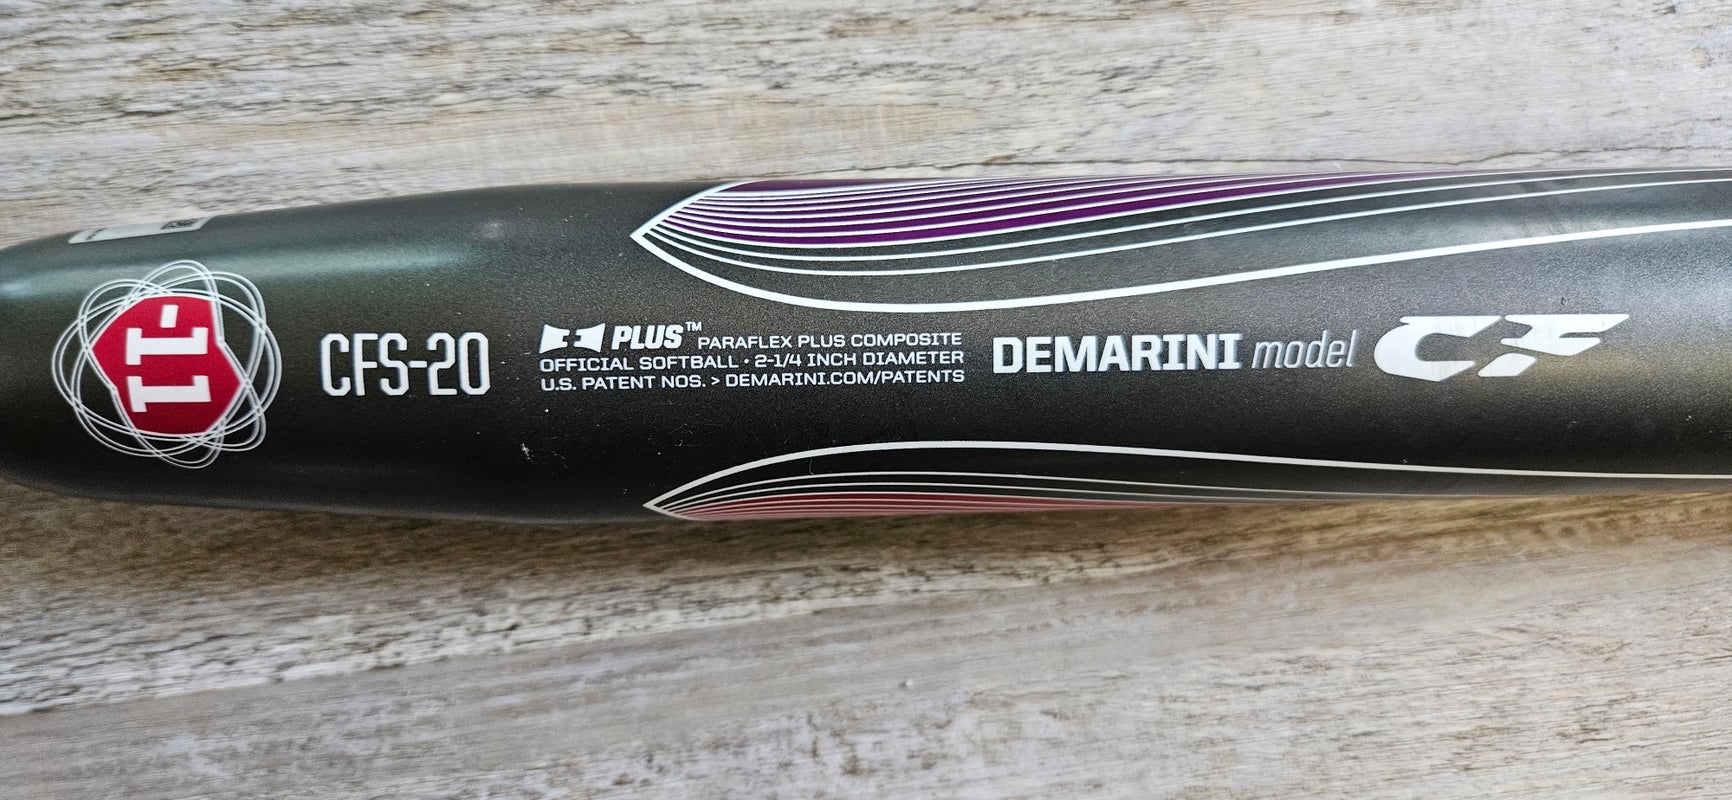 -11
CFS-20
PLUS™ PARAFLEX PLUS COMPOSITE
OFFICIAL SOFTBALL • 2-1/4 INCH DIAMETER
U.S. PATENT NOS. > DEMARINI.COM/PATENTS
DEMARINI model CF